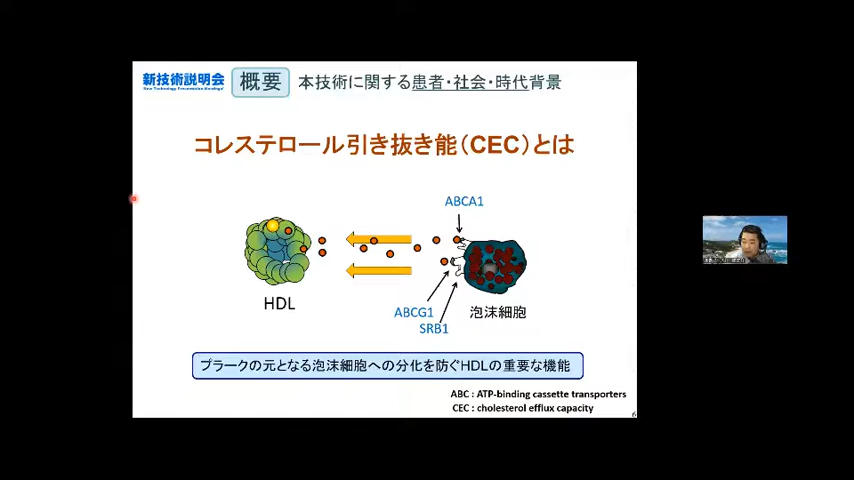 新技術説明会
New Technology Presentation Meetings!
概要
本技術に関する患者・社会・時代背景
コレステロール引き抜き能(CEC)とは
ABCA1
HDL
ABCG1
SRB1
泡沫細胞
プラークの元となる泡沫細胞への分化を防ぐHDLの重要な機能
ABC : ATP-binding cassette transporters
CEC : cholesterol efflux capacity
6